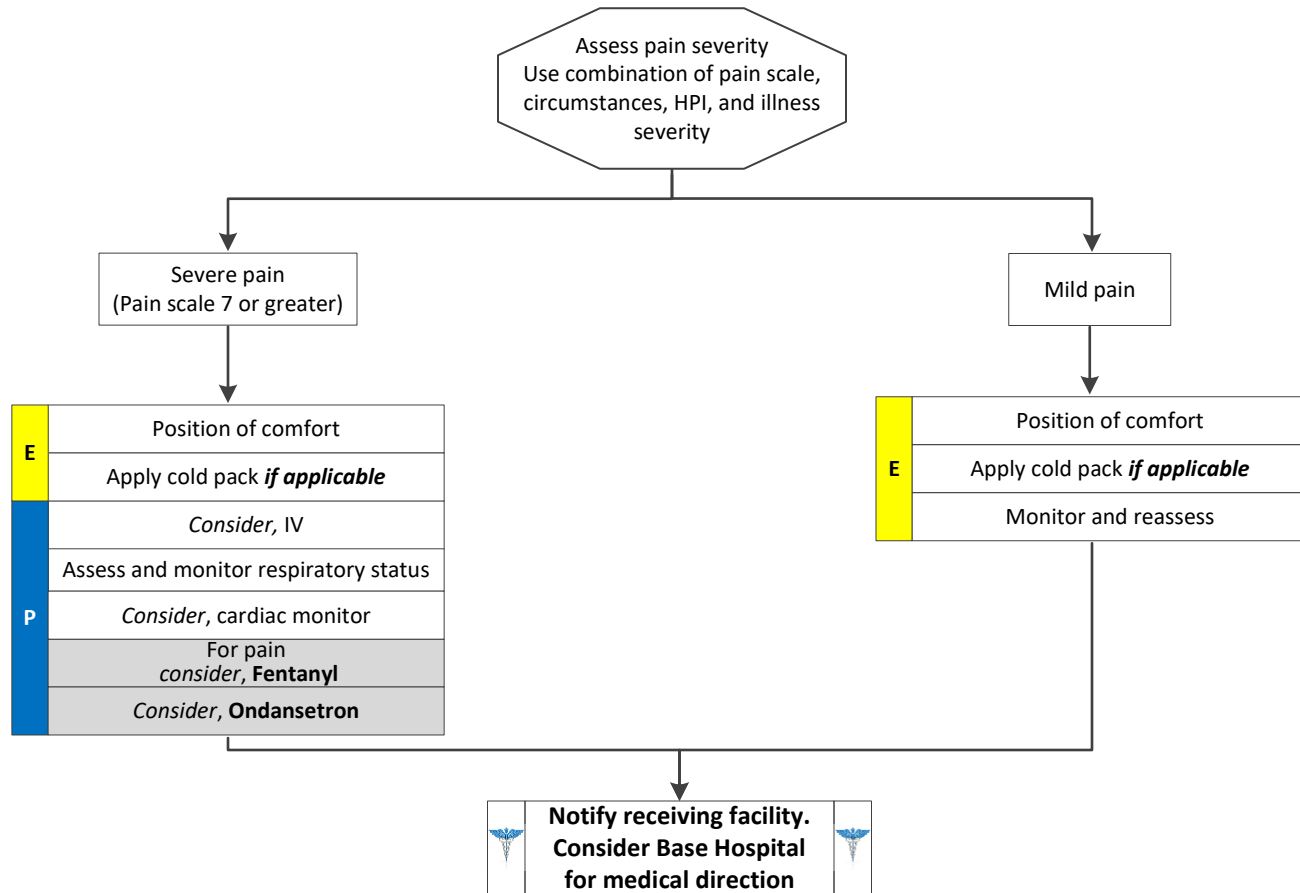 Assess pain severity
Use combination of pain scale,
circumstances, HPI, and illness
severity
Severe pain
(Pain scale 7 or greater)
Mild pain
E
Position of comfort
Apply cold pack if applicable
P
Consider, IV
Assess and monitor respiratory status
Consider, cardiac monitor
For pain
consider, Fentanyl
Consider, Ondansetron
E
Position of comfort
Apply cold pack if applicable
Monitor and reassess
Notify receiving facility.
Consider Base Hospital
for medical direction